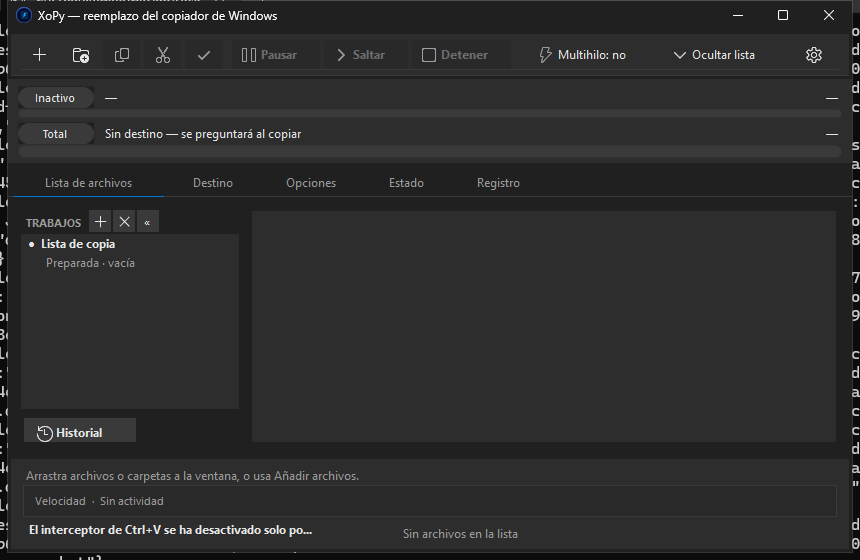 XoPy — reemplazo del copiador de Windows
Pausar Saltar Detener Multihilo: no Ocultar lista
Inactivo —
—
Total Sin destino — se preguntará al copiar
—
Lista de archivos Destino Opciones Estado Registro
TRABAJOS «
• Lista de copia
Preparada · vacía
Historial
Arrastra archivos o carpetas a la ventana, o usa Añadir archivos.
Velocidad · Sin actividad
El interceptor de Ctrl+V se ha desactivado solo po...
Sin archivos en la lista